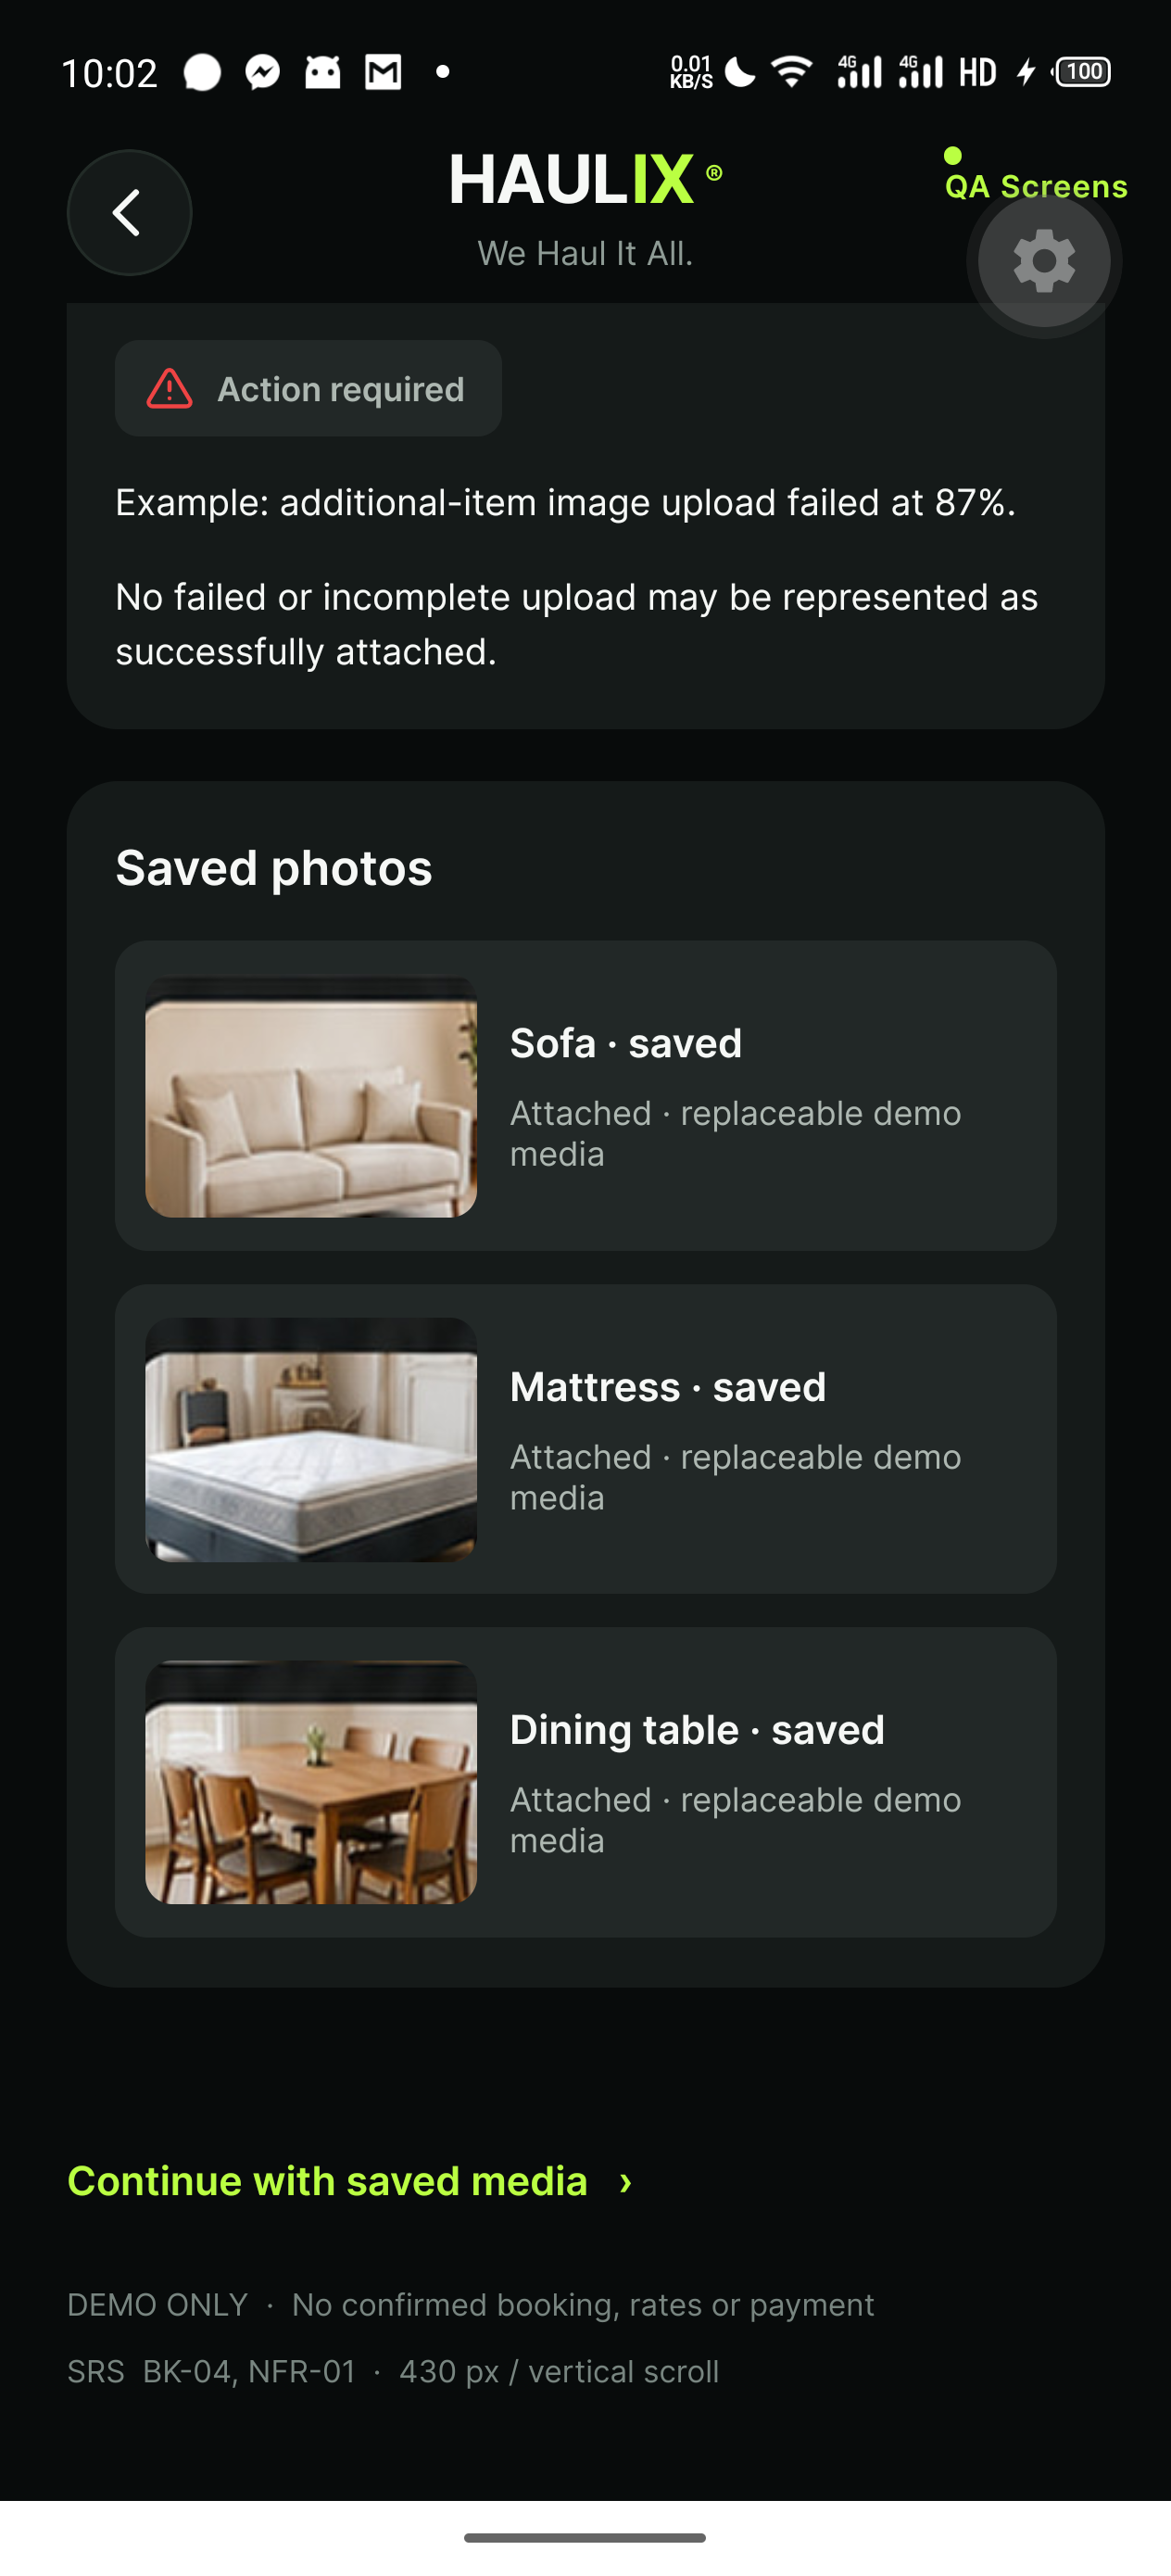 10:02
0.01
KB/S
4G
4G
HD
100
HAULIX®
We Haul It All.
QA Screens
Action required
Example: additional-item image upload failed at 87%.
No failed or incomplete upload may be represented as
successfully attached.
Saved photos
Sofa · saved
Attached · replaceable demo
media
Mattress · saved
Attached · replaceable demo
media
Dining table · saved
Attached · replaceable demo
media
Continue with saved media ›
DEMO ONLY · No confirmed booking, rates or payment
SRS BK-04, NFR-01 · 430 px / vertical scroll